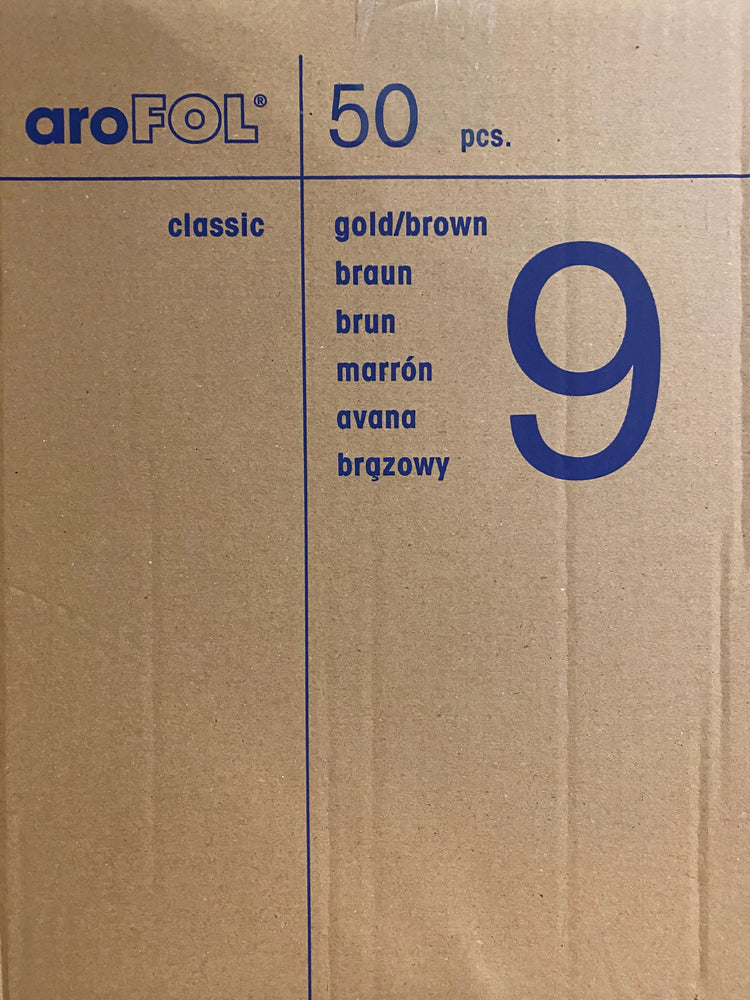 aroFOL® 50 pcs.
classic gold/brown
braun
brun
marrón
avana
brązowy
9